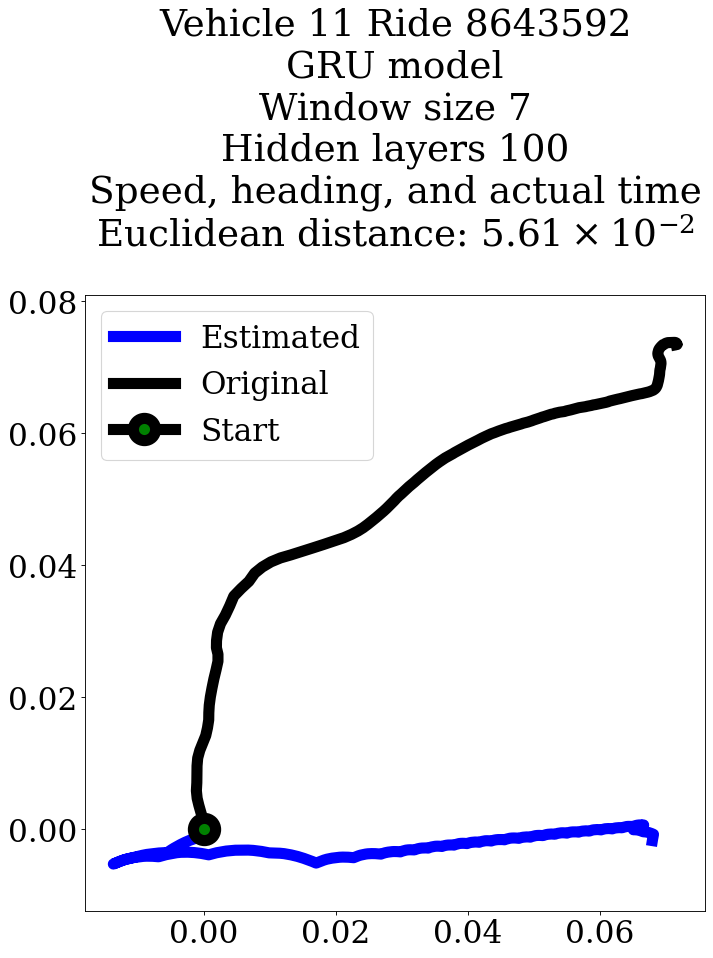 Vehicle 11 Ride 8643592
GRU model
Window size 7
Hidden layers 100
Speed, heading, and actual time
Euclidean distance: 5.61 × 10⁻²
0.08
Estimated
Original
Start
0.06
0.04
0.02
0.00
0.00 0.02 0.04 0.06